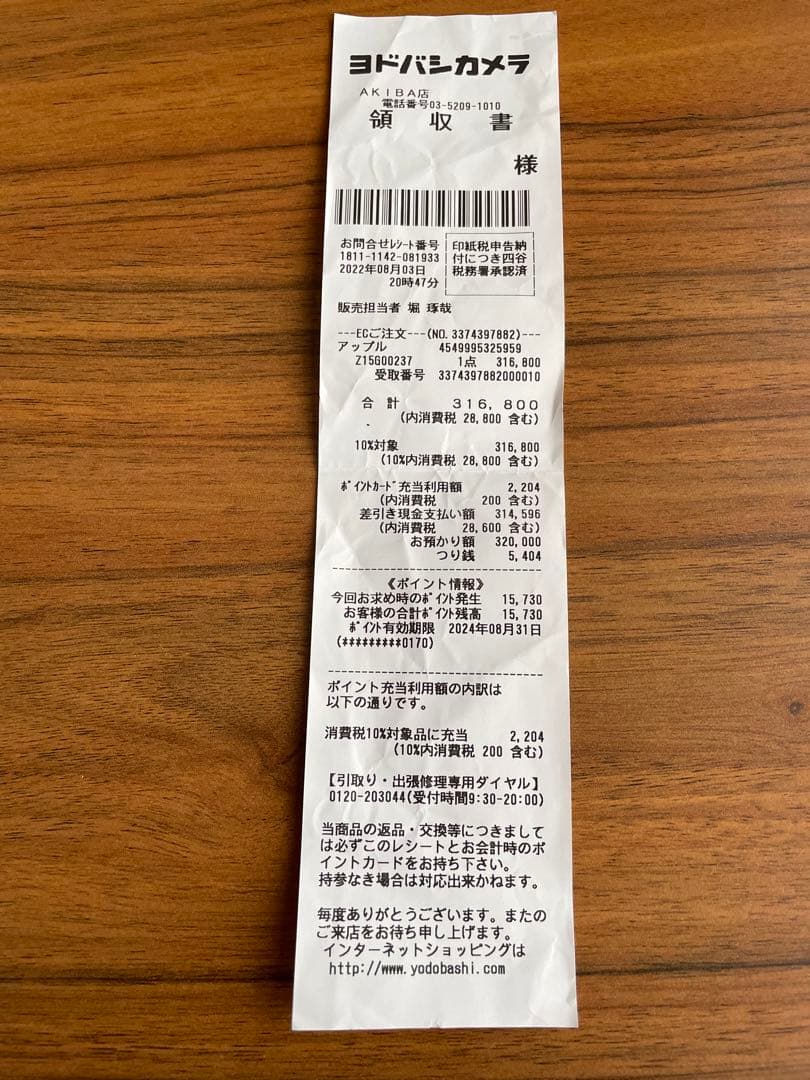 ヨドバシカメラ
AKIBA店
電話番号03-5209-1010
領 収 書
様
お問合せレシート番号
1811-1142-081933
2022年08月03日
20時47分
印紙税申告納
付につき四谷
税務署承認済
販売担当者 堀 琢哉
---ECご注文---(NO.3374397882)---
アップル 4549995325959
Z15G00237 1点 316,800
受取番号 3374397882000010
合 計 316,800
(内消費税 28,800 含む)
10%対象 316,800
(10%内消費税 28,800 含む)
ポイントカード充当利用額 2,204
(内消費税 200 含む)
差引き現金支払い額 314,596
(内消費税 28,600 含む)
お預かり額 320,000
つり銭 5,404
《ポイント情報》
今回お求め時のポイント発生 15,730
お客様の合計ポイント残高 15,730
ポイント有効期限 2024年08月31日
(*********0170)
ポイント充当利用額の内訳は
以下の通りです。
消費税10%対象品に充当 2,204
(10%内消費税 200 含む)
【引取り・出張修理専用ダイヤル】
0120-203044(受付時間9:30-20:00)
当商品の返品・交換等につきまして
は必ずこのレシートとお会計時のポ
イントカードをお持ち下さい。
持参なき場合は対応出来かねます。
毎度ありがとうございます。またの
ご来店をお待ち申し上げます。
インターネットショッピングは
http://www.yodobashi.com